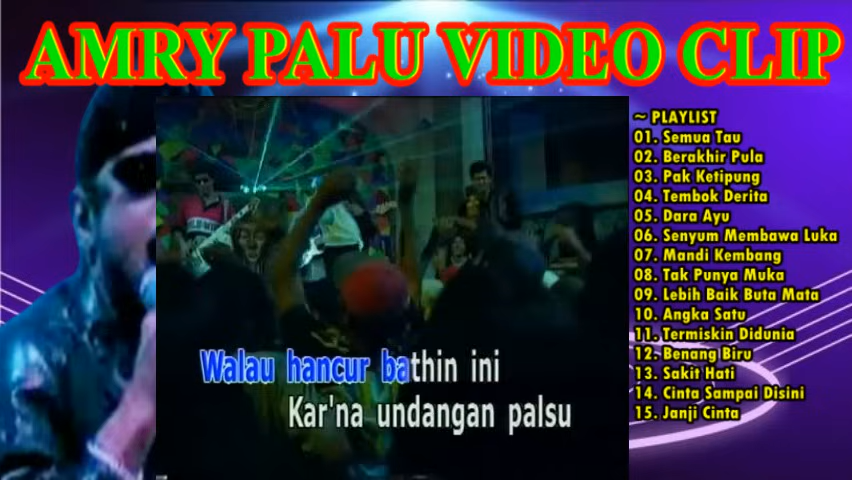 AMRY PALU VIDEO CLIP
~ PLAYLIST
01. Semua Tau
02. Berakhir Pula
03. Pak Ketipung
04. Tembok Derita
05. Dara Ayu
06. Senyum Membawa Luka
07. Mandi Kembang
08. Tak Punya Muka
09. Lebih Baik Buta Mata
10. Angka Satu
11. Termiskin Didunia
12. Benang Biru
13. Sakit Hati
14. Cinta Sampai Disini
15. Janji Cinta
Walau hancur bathin ini
Kar'na undangan palsu